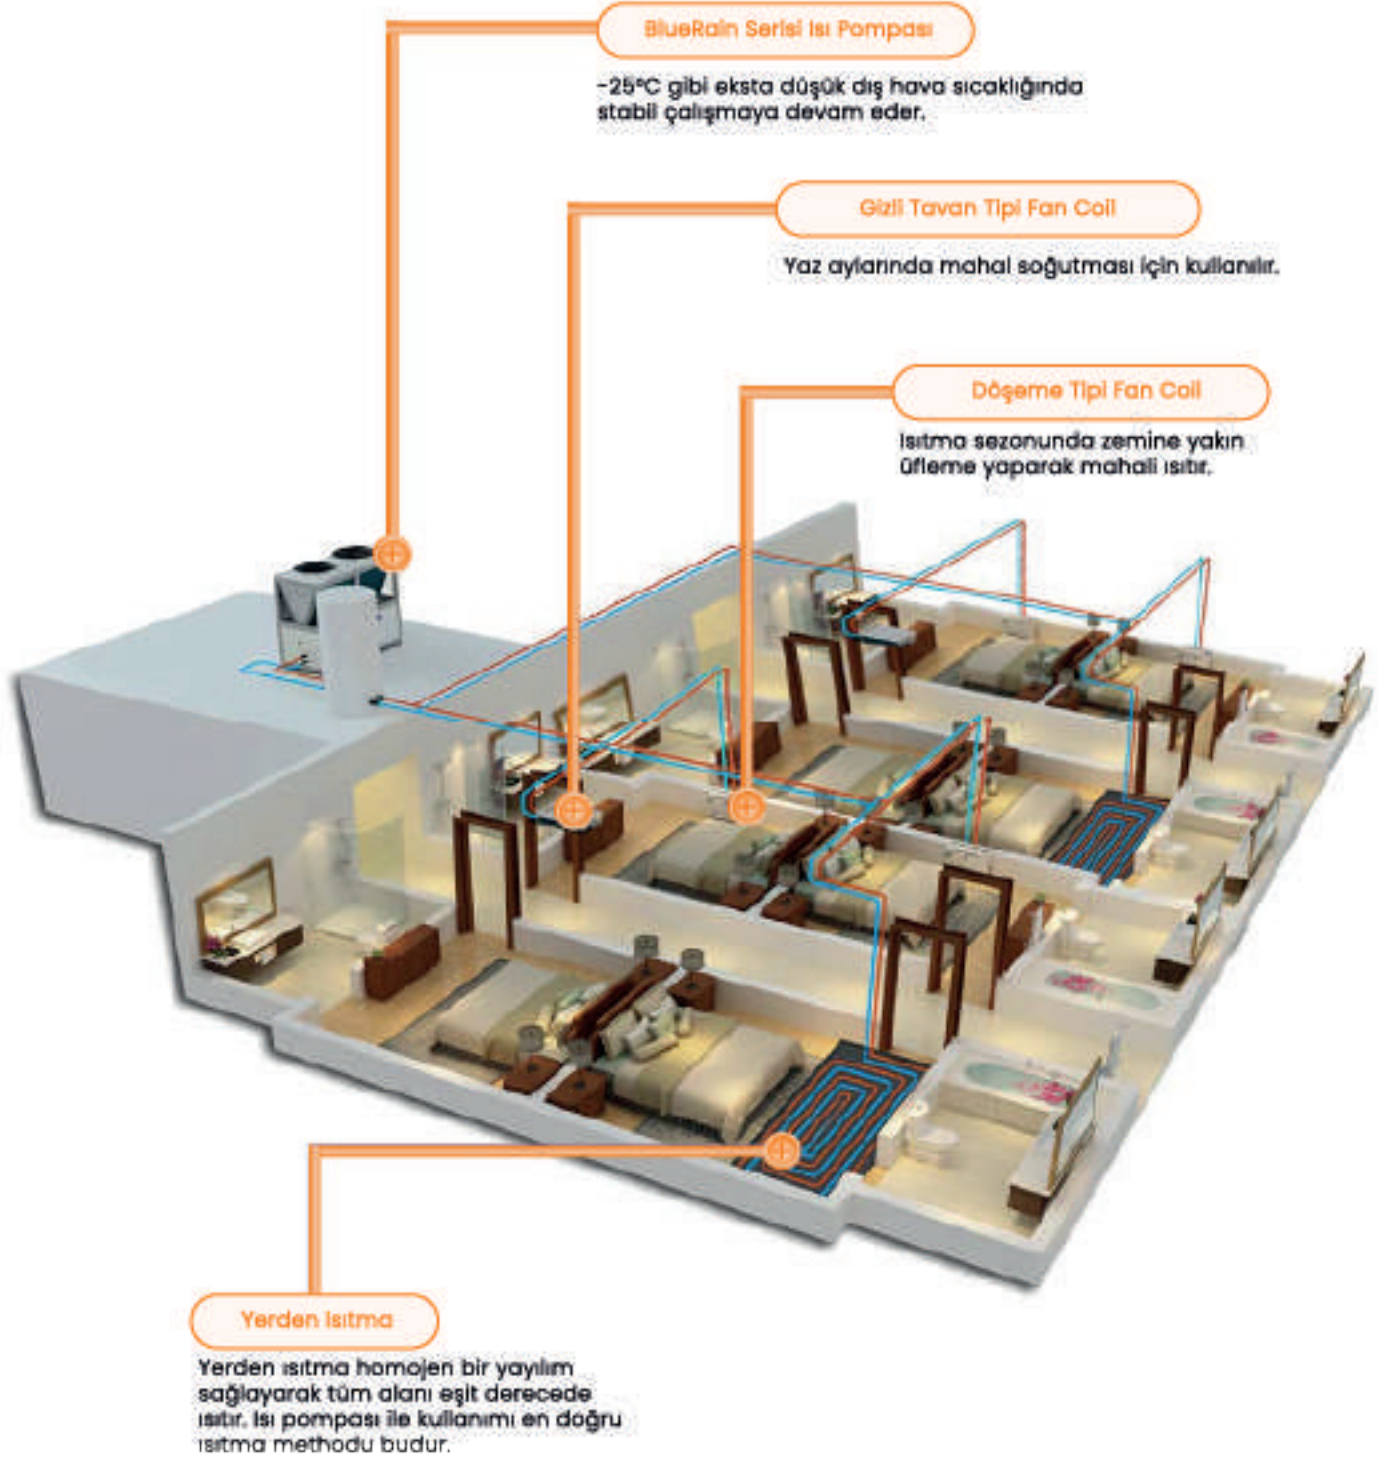 BlueRain Serisi Isı Pompası
-25°C gibi eksta düşük dış hava sıcaklığında
stabil çalışmaya devam eder.
Gizli Tavan Tipi Fan Coil
Yaz aylarında mahal soğutması için kullanılır.
Döşeme Tipi Fan Coil
Isıtma sezonunda zemine yakın
üfleme yaparak mahali ısıtır.
Yerden Isıtma
Yerden ısıtma homojen bir yayılım
sağlayarak tüm alanı eşit derecede
ısıtır. Isı pompası ile kullanımı en doğru
ısıtma methodu budur.